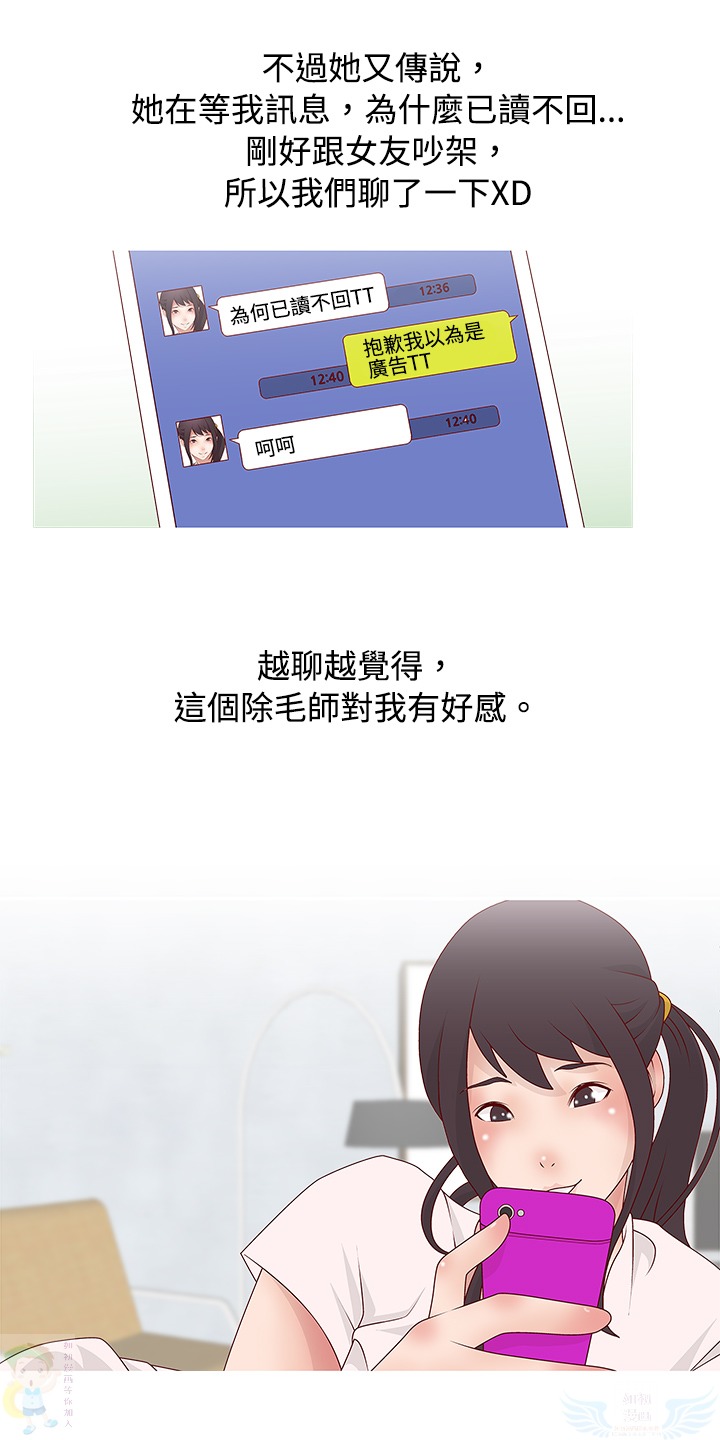 不過她又傳說，
她在等我訊息，為什麼已讀不回...
剛好跟女友吵架，
所以我們聊了一下XD
為何已讀不回TT
12:36
抱歉我以為是
廣告TT
12:40
呵呵
12:40
越聊越覺得，
這個除毛師對我有好感。